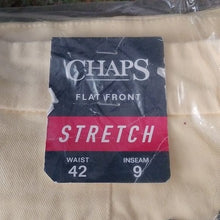 CHAPS
FLAT FRONT
STRETCH
WAIST INSEAM
42 9